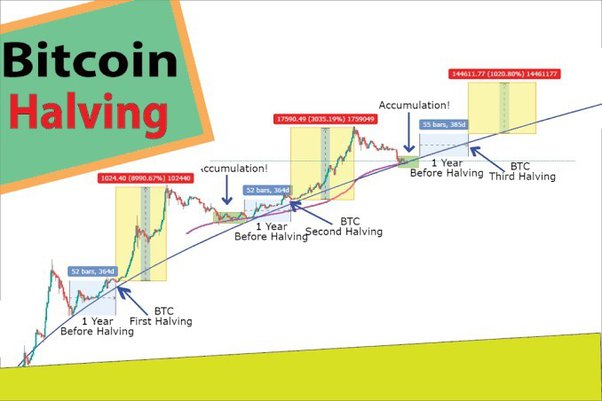 Bitcoin
Halving
144611.77 (1020.80%) 14461177
17590.49 (3035.19%) 1759049
Accumulation!
55 bars, 385d
1024.40 (8990.67%) 102440
Accumulation!
52 bars, 364d
1 Year
Before Halving
BTC
Third Halving
1 Year
Before Halving
BTC
Second Halving
52 bars, 364d
1 Year
Before Halving
BTC
First Halving